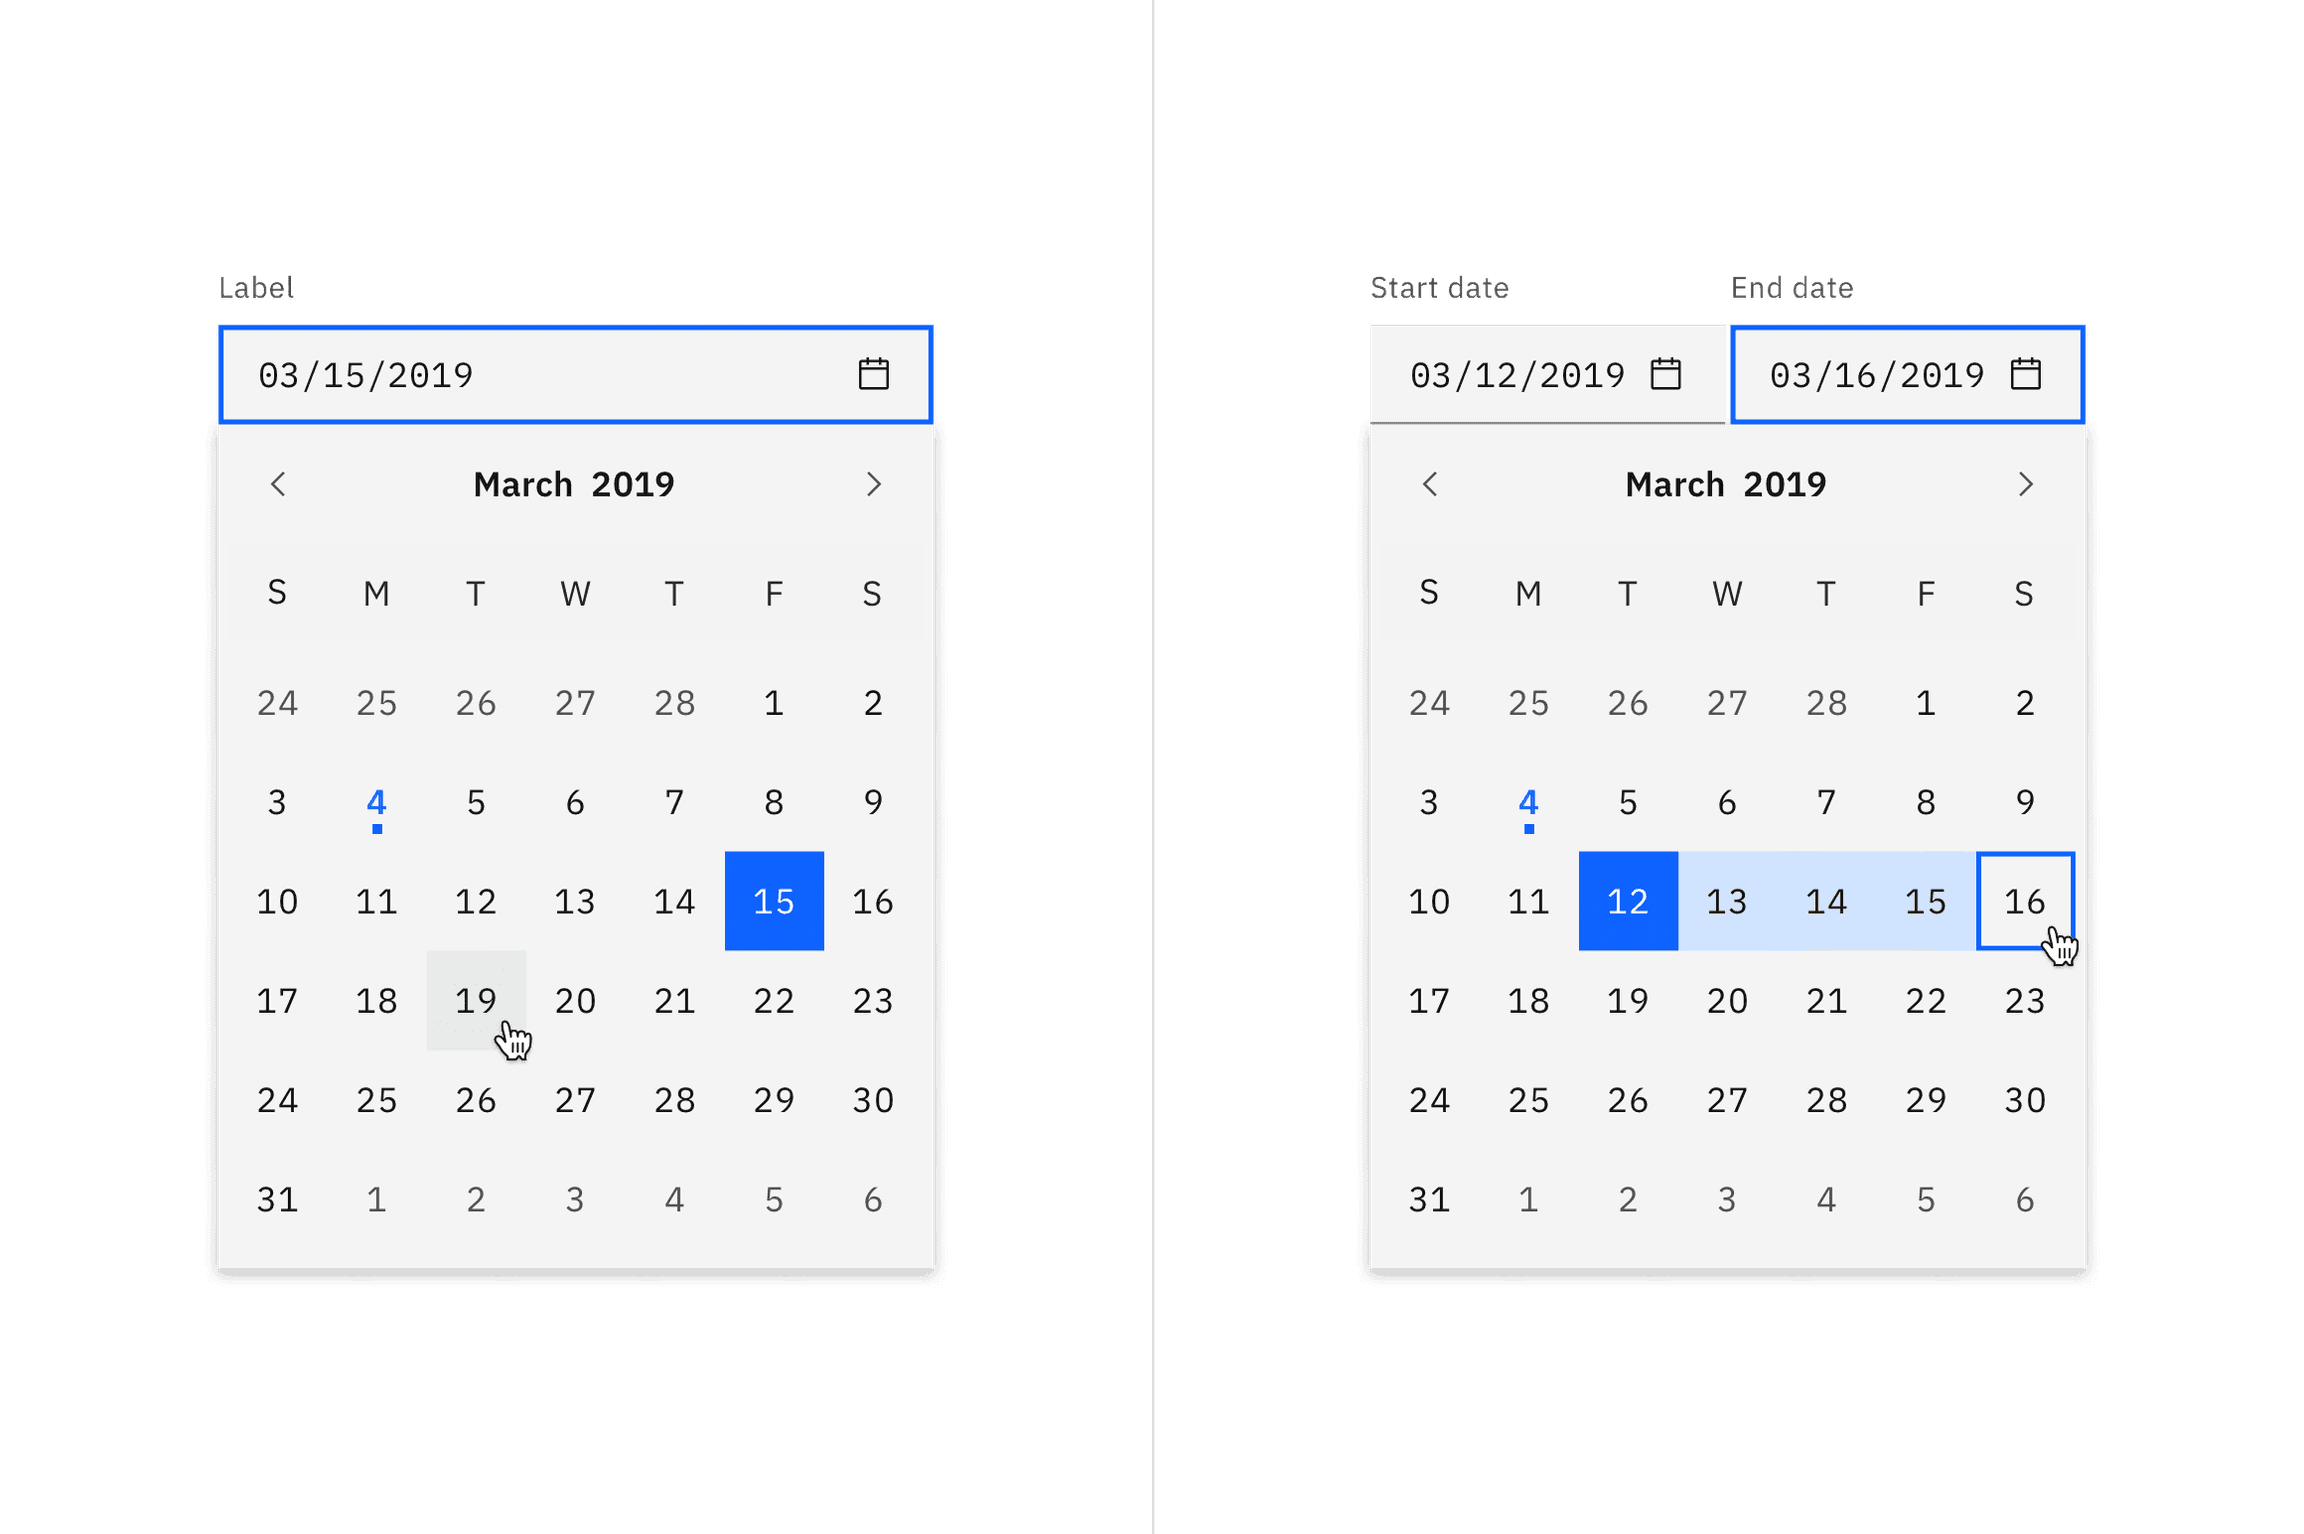 Label
03/15/2019
March 2019
S M T W T F S
24 25 26 27 28 1 2
3 4 5 6 7 8 9
10 11 12 13 14 15 16
17 18 19 20 21 22 23
24 25 26 27 28 29 30
31 1 2 3 4 5 6
Start date End date
03/12/2019 03/16/2019
March 2019
S M T W T F S
24 25 26 27 28 1 2
3 4 5 6 7 8 9
10 11 12 13 14 15 16
17 18 19 20 21 22 23
24 25 26 27 28 29 30
31 1 2 3 4 5 6